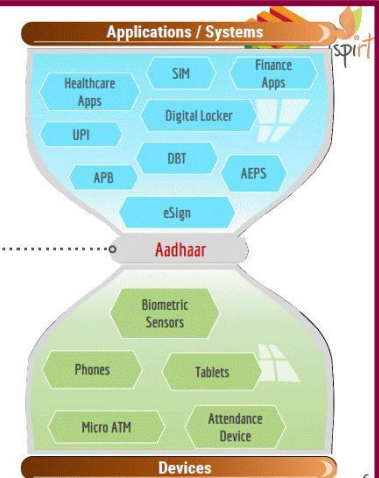 Applications / Systems
spirt
Healthcare
Apps
SIM
Finance
Apps
UPI
Digital Locker
APB
DBT
AEPS
eSign
Aadhaar
Biometric
Sensors
Phones
Tablets
Micro ATM
Attendance
Device
Devices